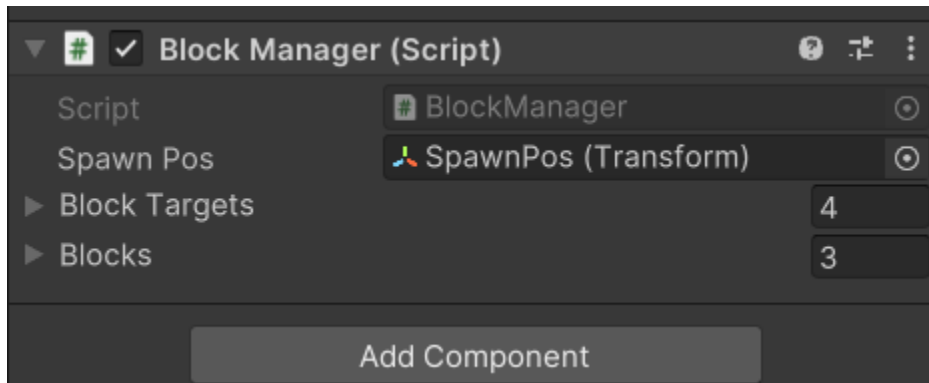 Block Manager (Script)
Script # BlockManager
Spawn Pos SpawnPos (Transform)
Block Targets 4
Blocks 3
Add Component